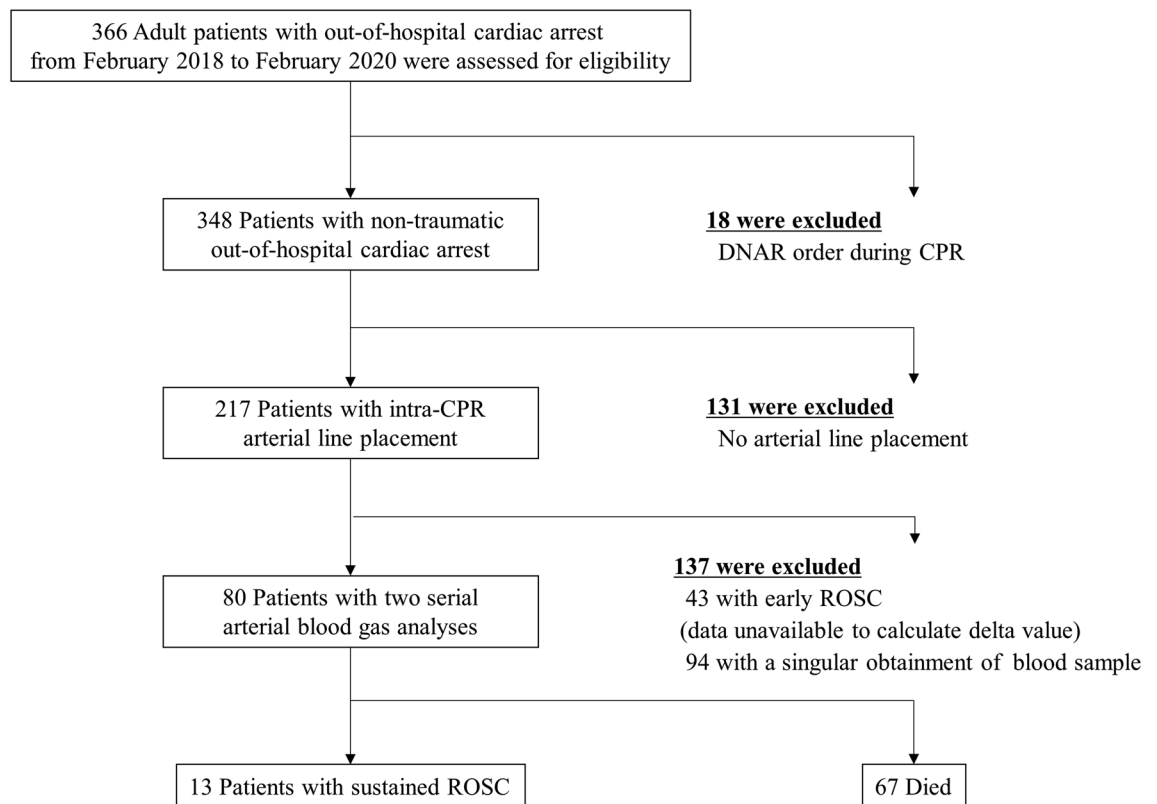 366 Adult patients with out-of-hospital cardiac arrest
from February 2018 to February 2020 were assessed for eligibility
348 Patients with non-traumatic
out-of-hospital cardiac arrest
18 were excluded
DNAR order during CPR
217 Patients with intra-CPR
arterial line placement
131 were excluded
No arterial line placement
80 Patients with two serial
arterial blood gas analyses
137 were excluded
43 with early ROSC
(data unavailable to calculate delta value)
94 with a singular obtainment of blood sample
13 Patients with sustained ROSC
67 Died